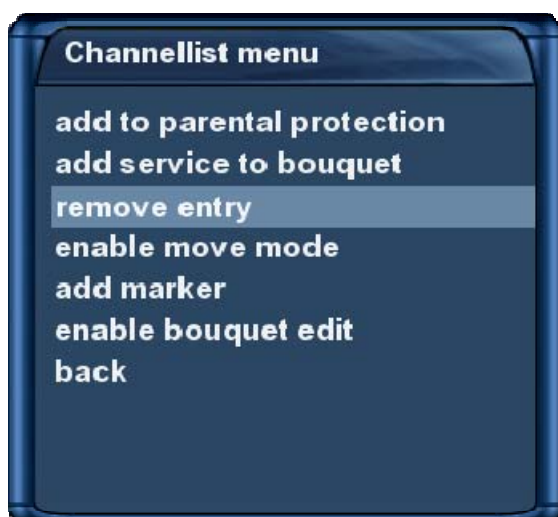 Channellist menu
add to parental protection
add service to bouquet
remove entry
enable move mode
add marker
enable bouquet edit
back